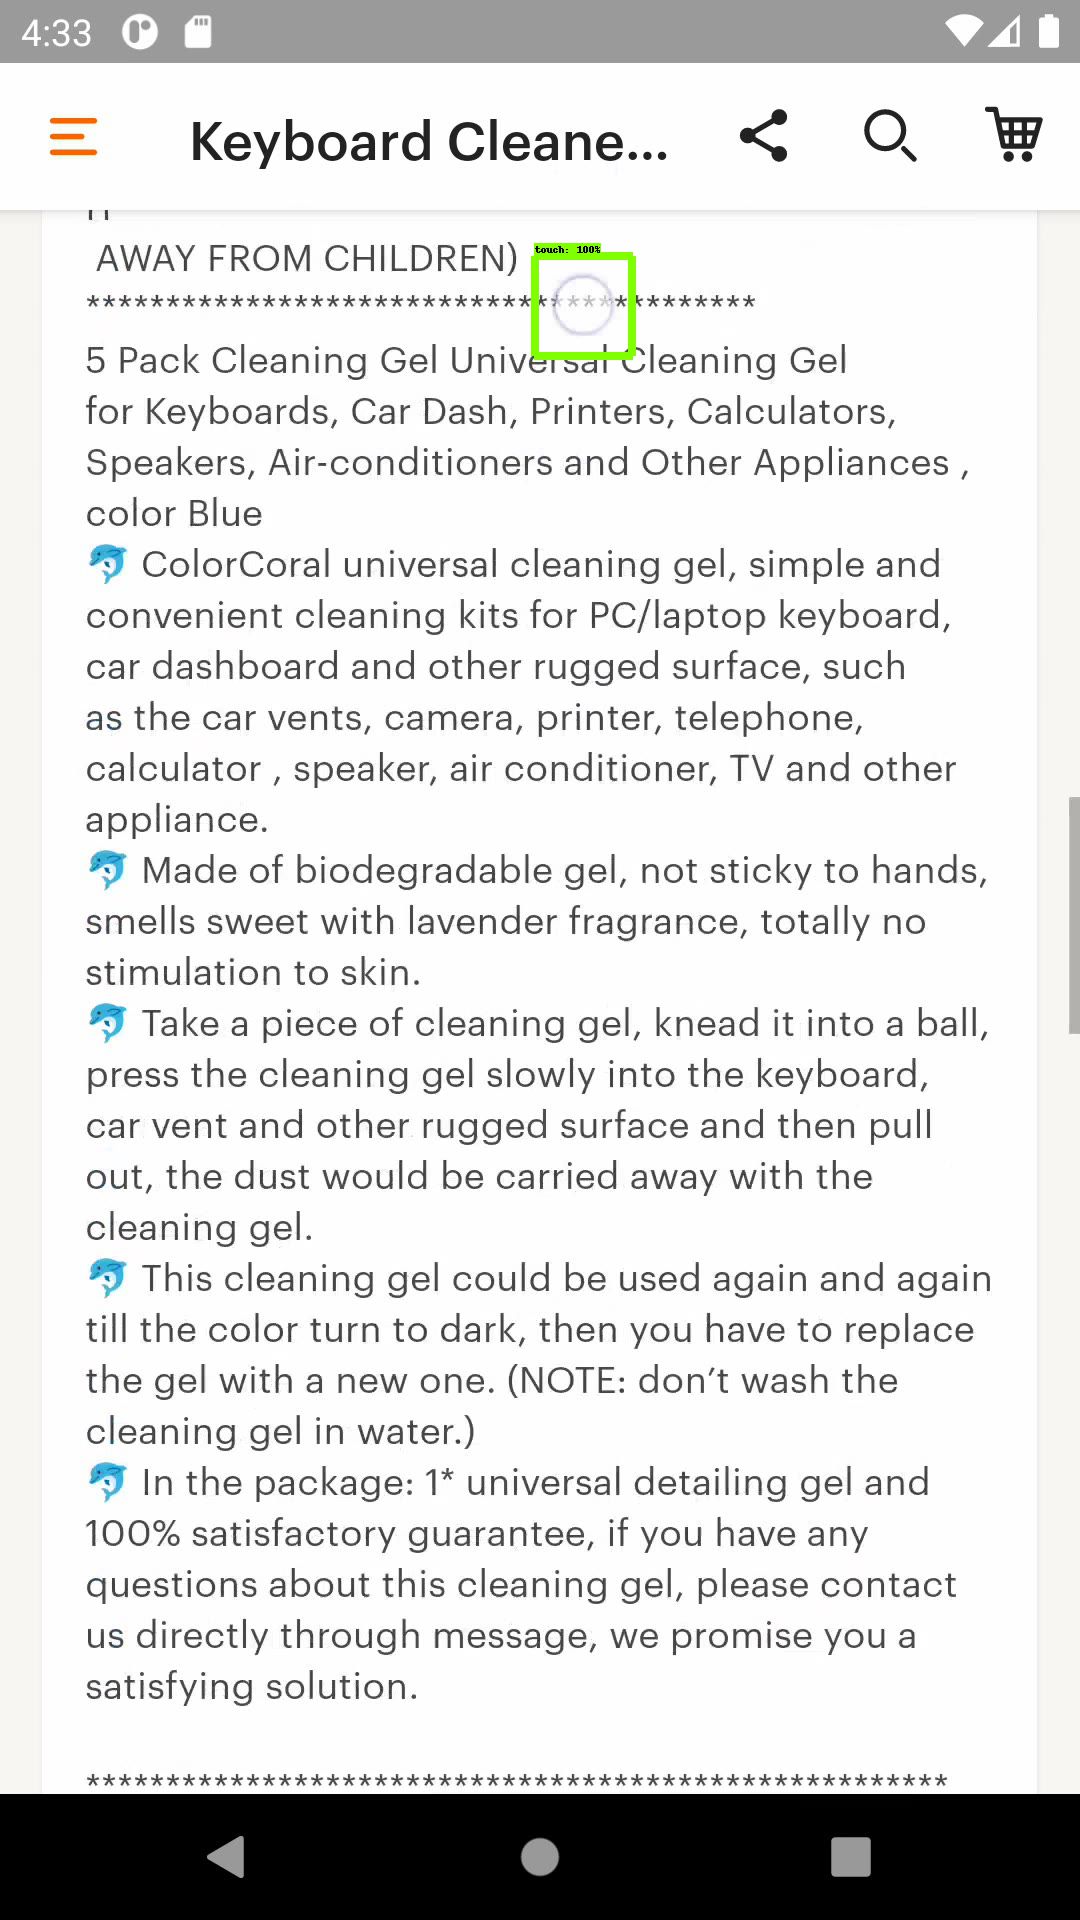 4:33
Keyboard Cleane...
AWAY FROM CHILDREN)
touch: 100%
******************************************
5 Pack Cleaning Gel Universal Cleaning Gel
for Keyboards, Car Dash, Printers, Calculators,
Speakers, Air-conditioners and Other Appliances ,
color Blue
🐬 ColorCoral universal cleaning gel, simple and
convenient cleaning kits for PC/laptop keyboard,
car dashboard and other rugged surface, such
as the car vents, camera, printer, telephone,
calculator , speaker, air conditioner, TV and other
appliance.
🐬 Made of biodegradable gel, not sticky to hands,
smells sweet with lavender fragrance, totally no
stimulation to skin.
🐬 Take a piece of cleaning gel, knead it into a ball,
press the cleaning gel slowly into the keyboard,
car vent and other rugged surface and then pull
out, the dust would be carried away with the
cleaning gel.
🐬 This cleaning gel could be used again and again
till the color turn to dark, then you have to replace
the gel with a new one. (NOTE: don’t wash the
cleaning gel in water.)
🐬 In the package: 1* universal detailing gel and
100% satisfactory guarantee, if you have any
questions about this cleaning gel, please contact
us directly through message, we promise you a
satisfying solution.
******************************************************